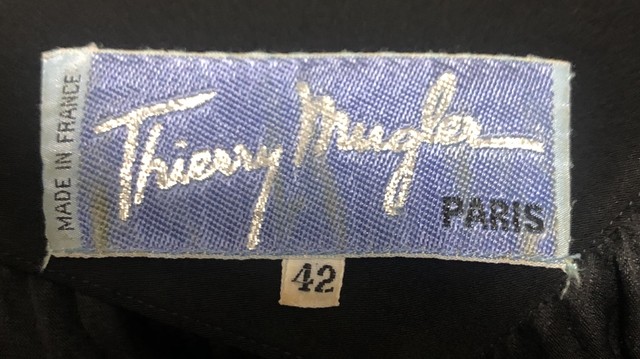 MADE IN FRANCE
Thierry Mugler
PARIS
42